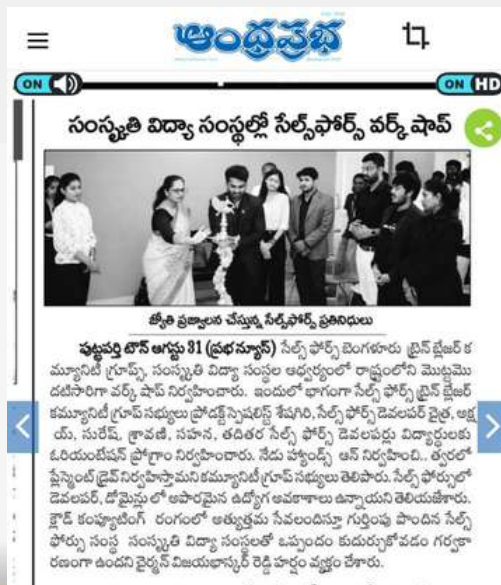 ఆంధ్రప్రభ
ON
ON HD
సంస్కృతి విద్యా సంస్థల్లో సేల్స్‌ఫోర్స్ వర్క్ షాప్
జ్యోతి ప్రజ్వాలన చేస్తున్న సేల్స్‌ఫోర్స్ ప్రతినిధులు
పుట్టపర్తి టౌన్ ఆగస్టు 31 (ప్రభన్యూస్) సేల్స్ ఫోర్స్ బెంగళూరు ట్రైన్ బ్లేజర్ క
మ్యూనిటీ గ్రూప్స్, సంస్కృతి విద్యా సంస్థల ఆధ్వర్యంలో రాష్ట్రంలోని మొట్టమొ
దటిసారిగా వర్క్ షాప్ నిర్వహించారు. ఇందులో భాగంగా సేల్స్ ఫోర్స్ ట్రైన్ బ్లేజర్
కమ్యూనిటీ గ్రూప్ సభ్యులు ప్రోడక్ట్ స్పెషలిస్ట్ శేషగిరి, సేల్స్ ఫోర్స్ డెవలపర్ చైత్ర, అక్ష
య్, సురేష్, శ్రావణి, సహన, తదితర సేల్స్ ఫోర్స్ డెవలపర్లు విద్యార్థులకు
ఓరియంటేషన్ ప్రోగ్రాం నిర్వహించారు. నేడు హ్యాండ్స్ ఆన్ నిర్వహించి.. త్వరలో
ప్లేస్మెంట్ డ్రైవ్ నిర్వహిస్తామని కమ్యూనిటీ గ్రూప్ సభ్యులు తెలిపారు. సేల్స్ ఫోర్సులో
డెవలపర్, డోమైన్లు లో అపారమైన ఉద్యోగ అవకాశాలు ఉన్నాయని తెలియజేశారు.
క్లౌడ్ కంప్యూటింగ్ రంగంలో అత్యుత్తమ సేవలందిస్తూ గుర్తింపు పొందిన సేల్స్
ఫోర్సు సంస్థ సంస్కృతి విద్యా సంస్థలతో ఒప్పందం కుదుర్చుకోవడం గర్వకా
రణంగా ఉందని చైర్మన్ విజయభాస్కర్ రెడ్డి హర్షం వ్యక్తం చేశారు.